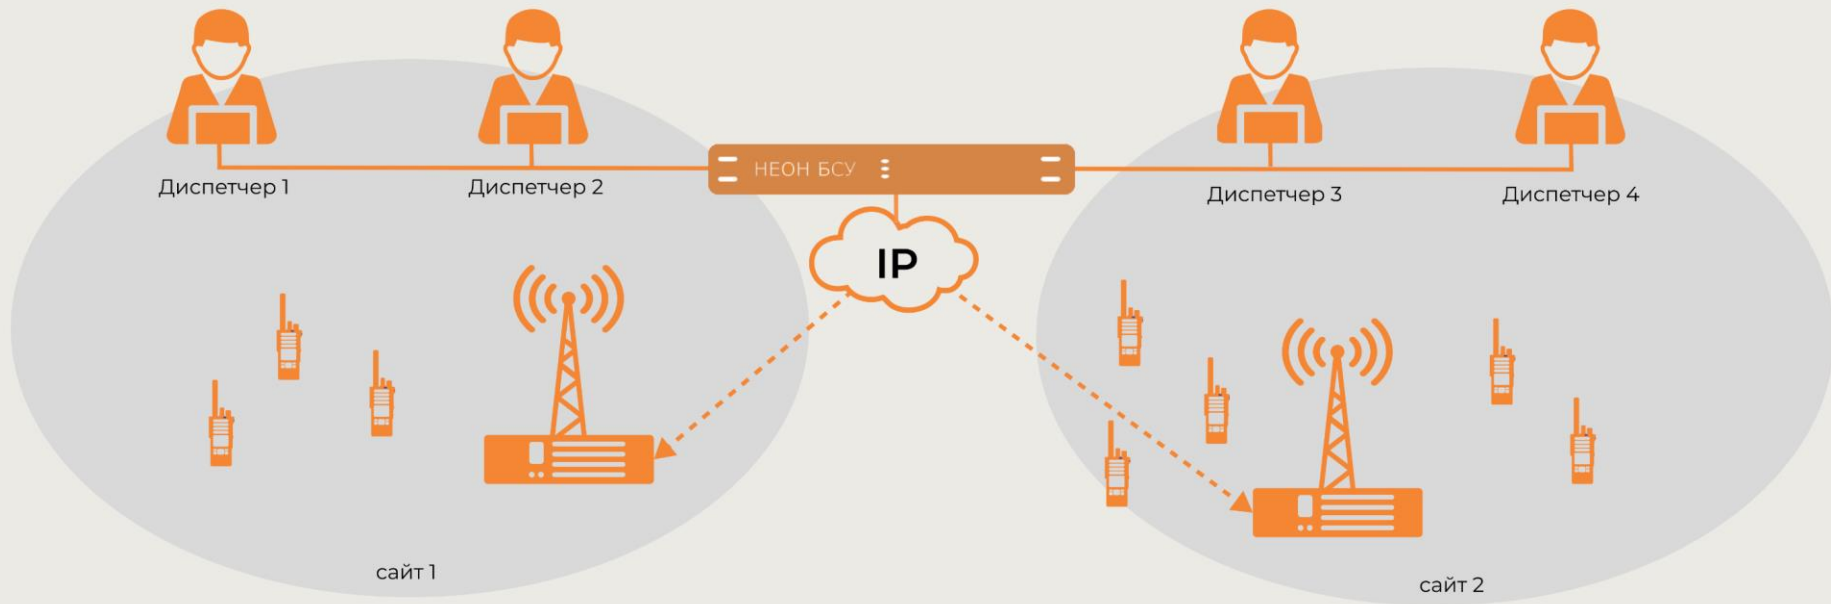 НЕОН БСУ
Диспетчер 1
Диспетчер 2
Диспетчер 3
Диспетчер 4
IP
сайт 1
сайт 2